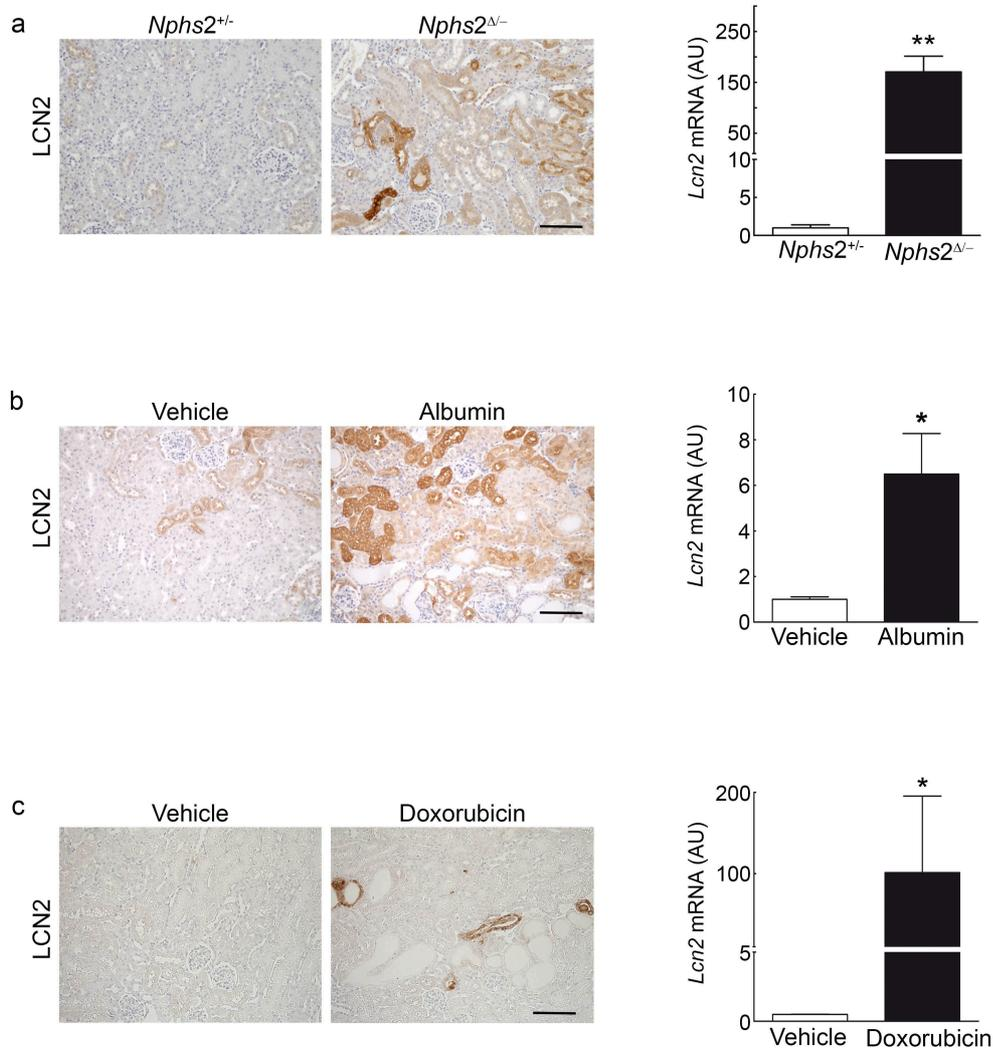 a
Nphs2+/-
Nphs2Δ/–
LCN2
Lcn2 mRNA (AU)
250
150
50
10
5
0
**
Nphs2+/-
Nphs2Δ/–
b
Vehicle
Albumin
LCN2
Lcn2 mRNA (AU)
10
8
6
4
2
0
*
Vehicle
Albumin
c
Vehicle
Doxorubicin
LCN2
Lcn2 mRNA (AU)
200
100
5
0
*
Vehicle
Doxorubicin